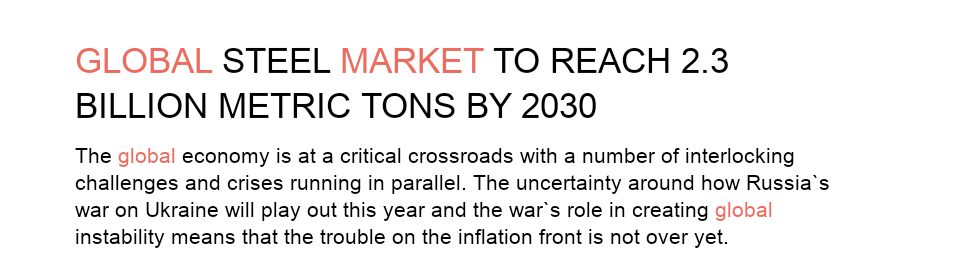 GLOBAL STEEL MARKET TO REACH 2.3
BILLION METRIC TONS BY 2030
The global economy is at a critical crossroads with a number of interlocking
challenges and crises running in parallel. The uncertainty around how Russia`s
war on Ukraine will play out this year and the war`s role in creating global
instability means that the trouble on the inflation front is not over yet.